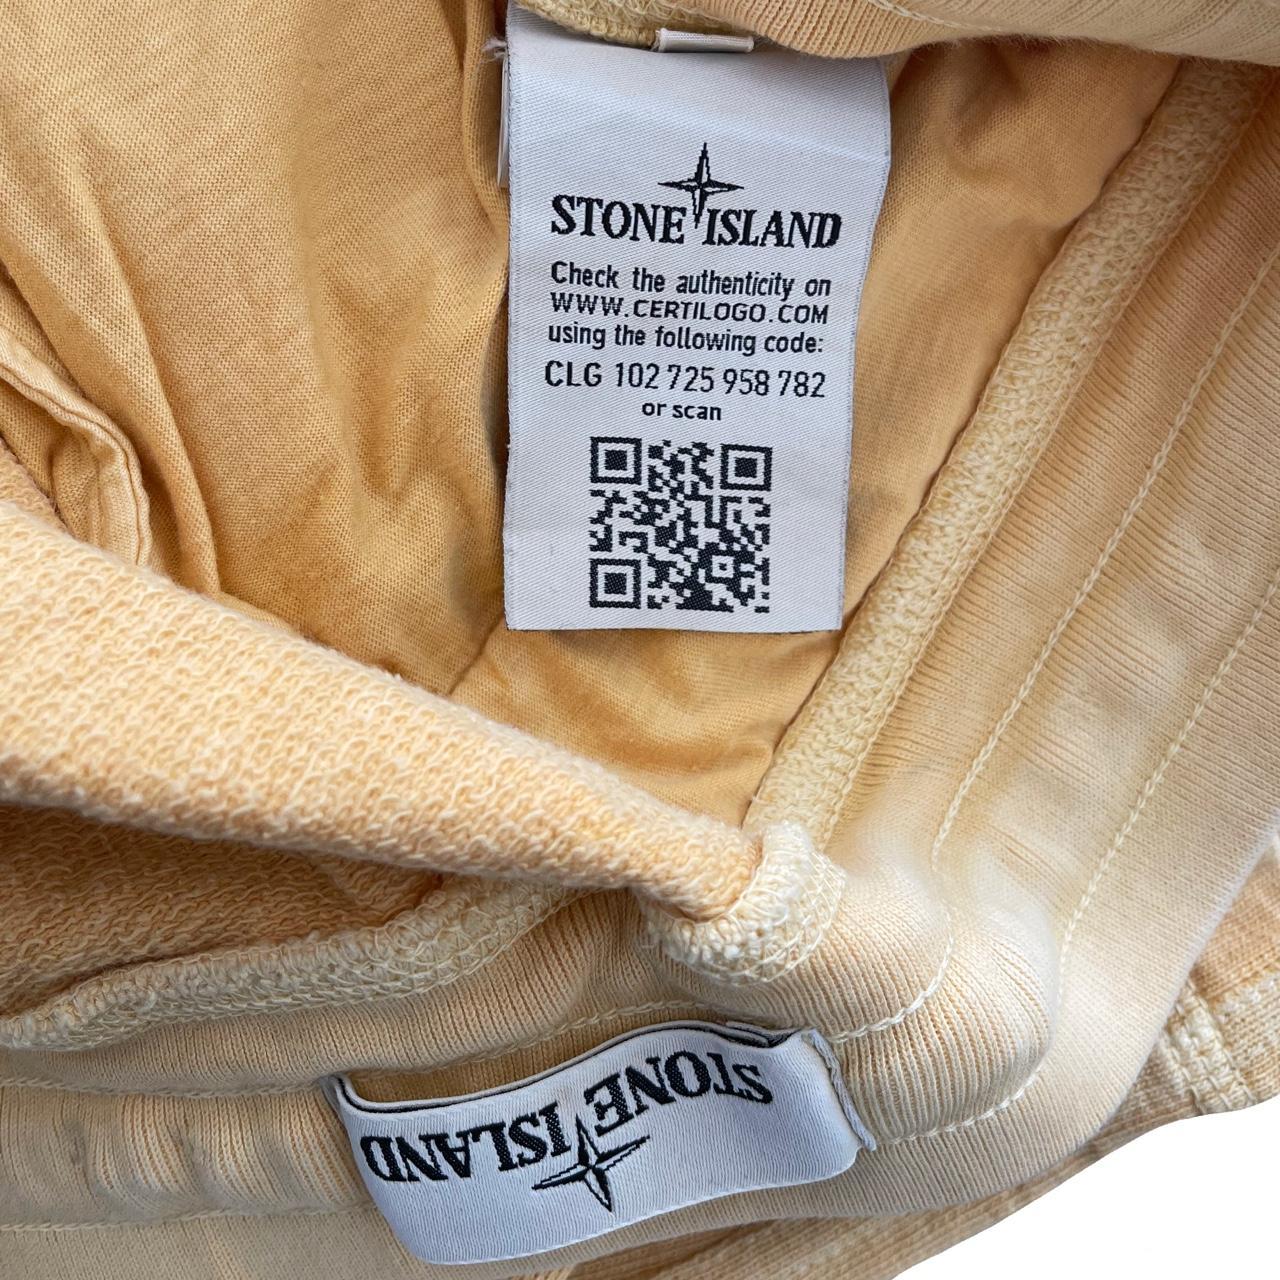 STONE ISLAND
Check the authenticity on
WWW.CERTILOGO.COM
using the following code:
CLG 102 725 958 782
or scan
STONE ISLAND